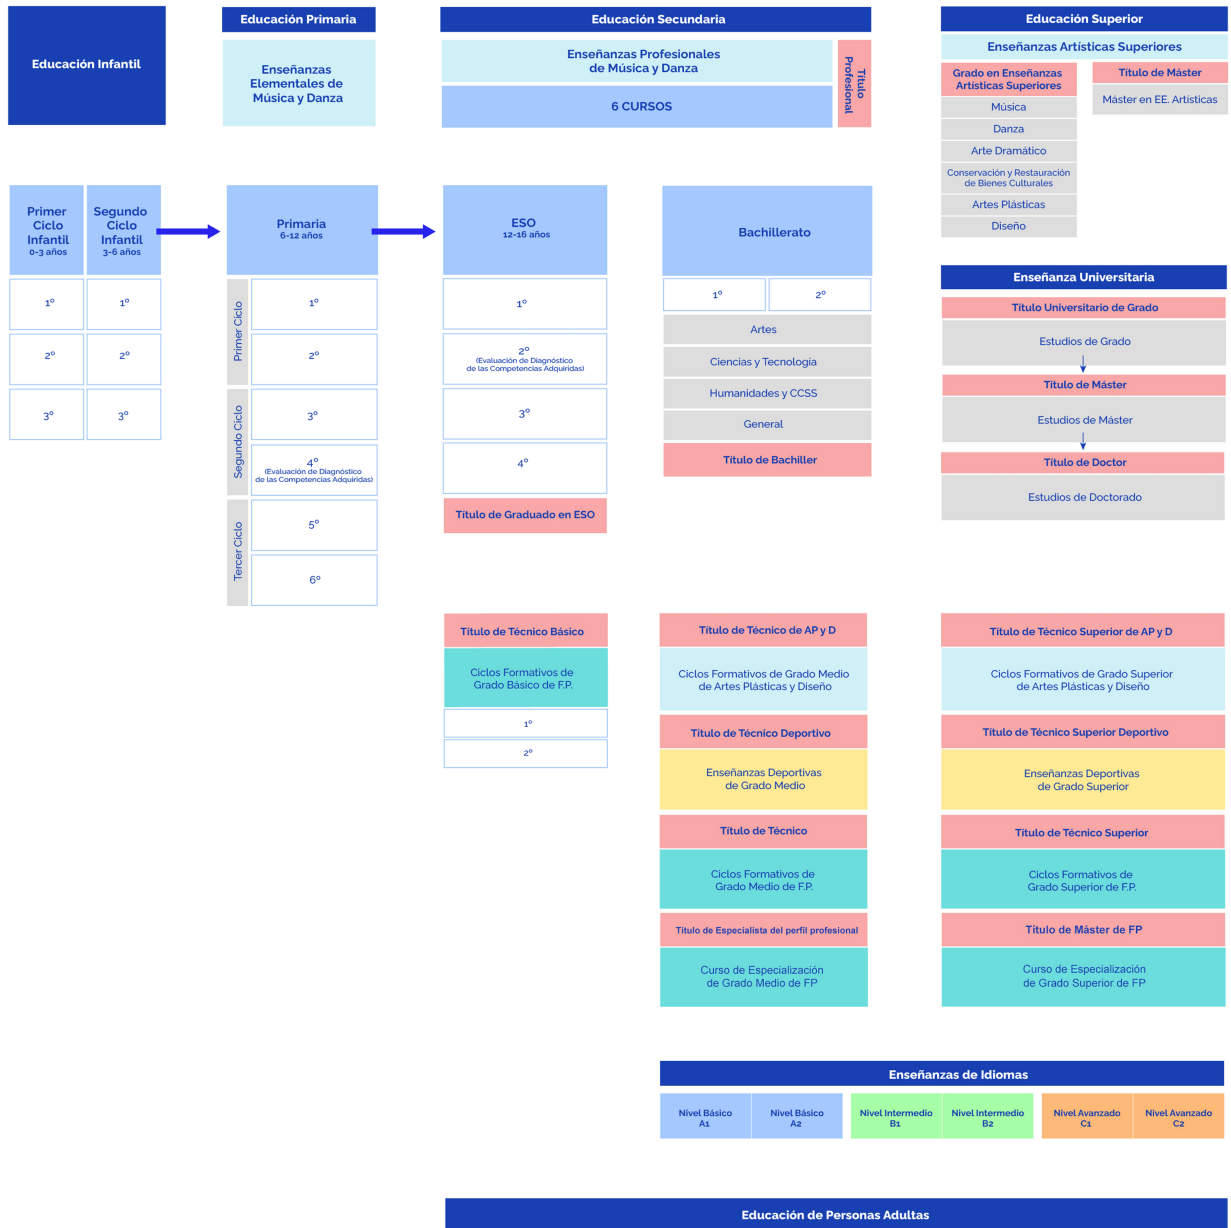 Educación Infantil
Educación Primaria
Enseñanzas
Elementales de
Música y Danza
Educación Secundaria
Enseñanzas Profesionales
de Música y Danza
6 CURSOS
Título
Profesional
Educación Superior
Enseñanzas Artísticas Superiores
Grado en Enseñanzas
Artísticas Superiores
Música
Danza
Arte Dramático
Conservación y Restauración
de Bienes Culturales
Artes Plásticas
Diseño
Título de Máster
Máster en EE. Artísticas
Primer
Ciclo
Infantil
0-3 años
1º
2º
3º
Segundo
Ciclo
Infantil
3-6 años
1º
2º
3º
Primaria
6-12 años
Primer Ciclo
1º
2º
Segundo Ciclo
3º
4º
(Evaluación de Diagnóstico
de las Competencias Adquiridas)
Tercer Ciclo
5º
6º
ESO
12-16 años
1º
2º
(Evaluación de Diagnóstico
de las Competencias Adquiridas)
3º
4º
Título de Graduado en ESO
Bachillerato
1º
2º
Artes
Ciencias y Tecnología
Humanidades y CCSS
General
Título de Bachiller
Enseñanza Universitaria
Título Universitario de Grado
Estudios de Grado
Título de Máster
Estudios de Máster
Título de Doctor
Estudios de Doctorado
Título de Técnico Básico
Ciclos Formativos de
Grado Básico de F.P.
1º
2º
Título de Técnico de AP y D
Ciclos Formativos de Grado Medio
de Artes Plásticas y Diseño
Título de Técnico Deportivo
Enseñanzas Deportivas
de Grado Medio
Título de Técnico
Ciclos Formativos de
Grado Medio de F.P.
Título de Especialista del perfil profesional
Curso de Especialización
de Grado Medio de FP
Título de Técnico Superior de AP y D
Ciclos Formativos de Grado Superior
de Artes Plásticas y Diseño
Título de Técnico Superior Deportivo
Enseñanzas Deportivas
de Grado Superior
Título de Técnico Superior
Ciclos Formativos de
Grado Superior de F.P.
Título de Máster de FP
Curso de Especialización
de Grado Superior de FP
Enseñanzas de Idiomas
Nivel Básico
A1
Nivel Básico
A2
Nivel Intermedio
B1
Nivel Intermedio
B2
Nivel Avanzado
C1
Nivel Avanzado
C2
Educación de Personas Adultas